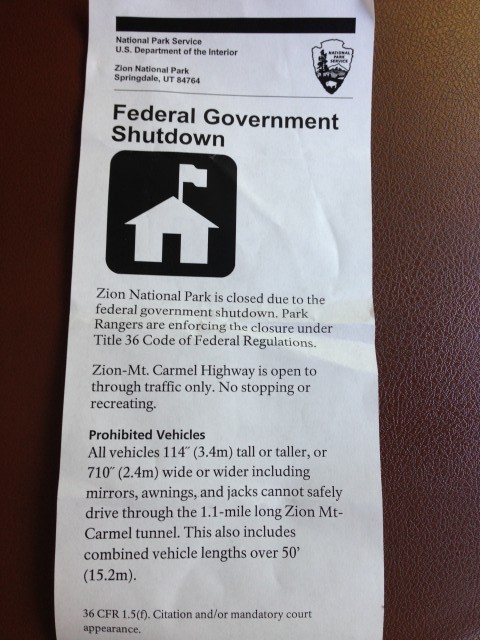 National Park Service
U.S. Department of the Interior
Zion National Park
Springdale, UT 84764
NATIONAL
PARK
SERVICE
Federal Government
Shutdown
Zion National Park is closed due to the
federal government shutdown. Park
Rangers are enforcing the closure under
Title 36 Code of Federal Regulations.
Zion-Mt. Carmel Highway is open to
through traffic only. No stopping or
recreating.
Prohibited Vehicles
All vehicles 114″ (3.4m) tall or taller, or
710″ (2.4m) wide or wider including
mirrors, awnings, and jacks cannot safely
drive through the 1.1-mile long Zion Mt-
Carmel tunnel. This also includes
combined vehicle lengths over 50’
(15.2m).
36 CFR 1.5(f). Citation and/or mandatory court
appearance.